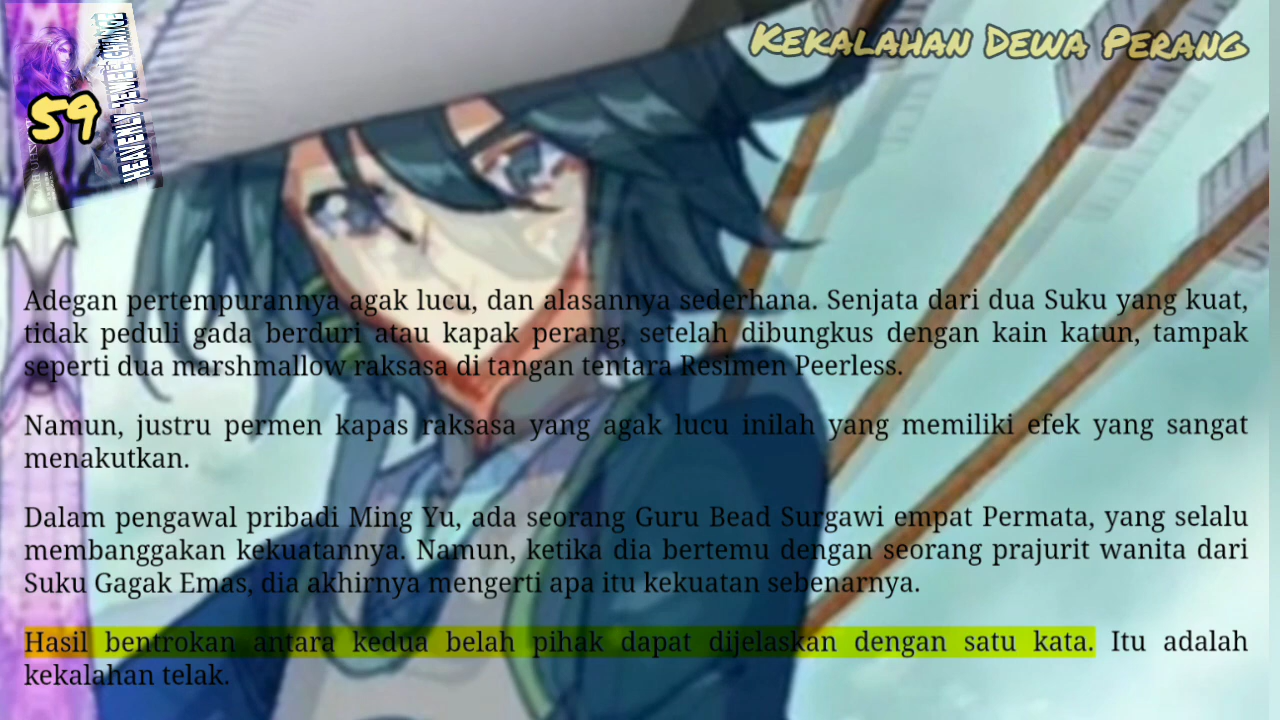 Kekalahan Dewa Perang
59
HEAVENLY JEWEL CHANGE
Adegan pertempurannya agak lucu, dan alasannya sederhana. Senjata dari dua Suku yang kuat,
tidak peduli gada berduri atau kapak perang, setelah dibungkus dengan kain katun, tampak
seperti dua marshmallow raksasa di tangan tentara Resimen Peerless.
Namun, justru permen kapas raksasa yang agak lucu inilah yang memiliki efek yang sangat
menakutkan.
Dalam pengawal pribadi Ming Yu, ada seorang Guru Bead Surgawi empat Permata, yang selalu
membanggakan kekuatannya. Namun, ketika dia bertemu dengan seorang prajurit wanita dari
Suku Gagak Emas, dia akhirnya mengerti apa itu kekuatan sebenarnya.
Hasil bentrokan antara kedua belah pihak dapat dijelaskan dengan satu kata. Itu adalah
kekalahan telak.